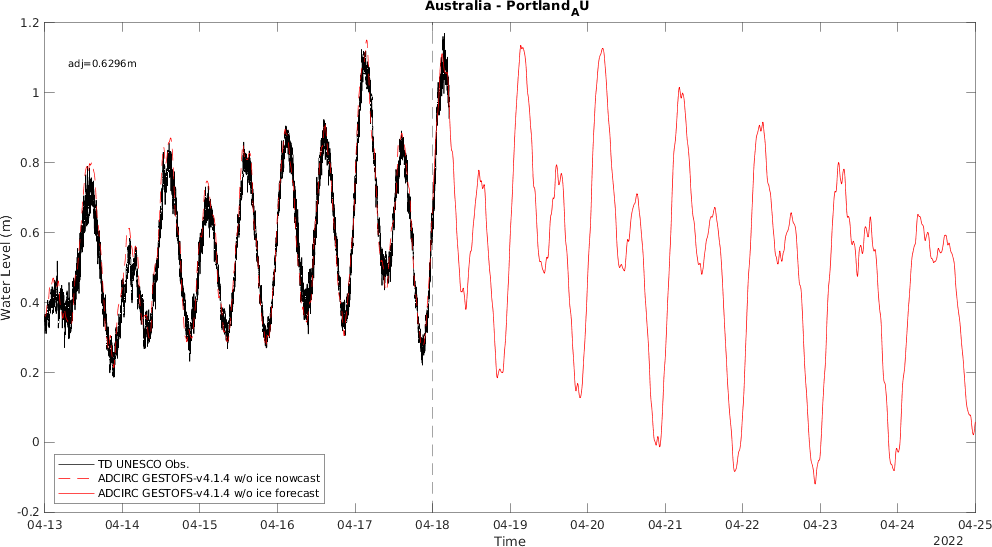 Australia - Portland_AU
adj=0.6296m
1.2
1
0.8
0.6
0.4
0.2
0
-0.2
Water Level (m)
TD UNESCO Obs.
ADCIRC GESTOFS-v4.1.4 w/o ice nowcast
ADCIRC GESTOFS-v4.1.4 w/o ice forecast
04-13 04-14 04-15 04-16 04-17 04-18 04-19 04-20 04-21 04-22 04-23 04-24 04-25
Time
2022